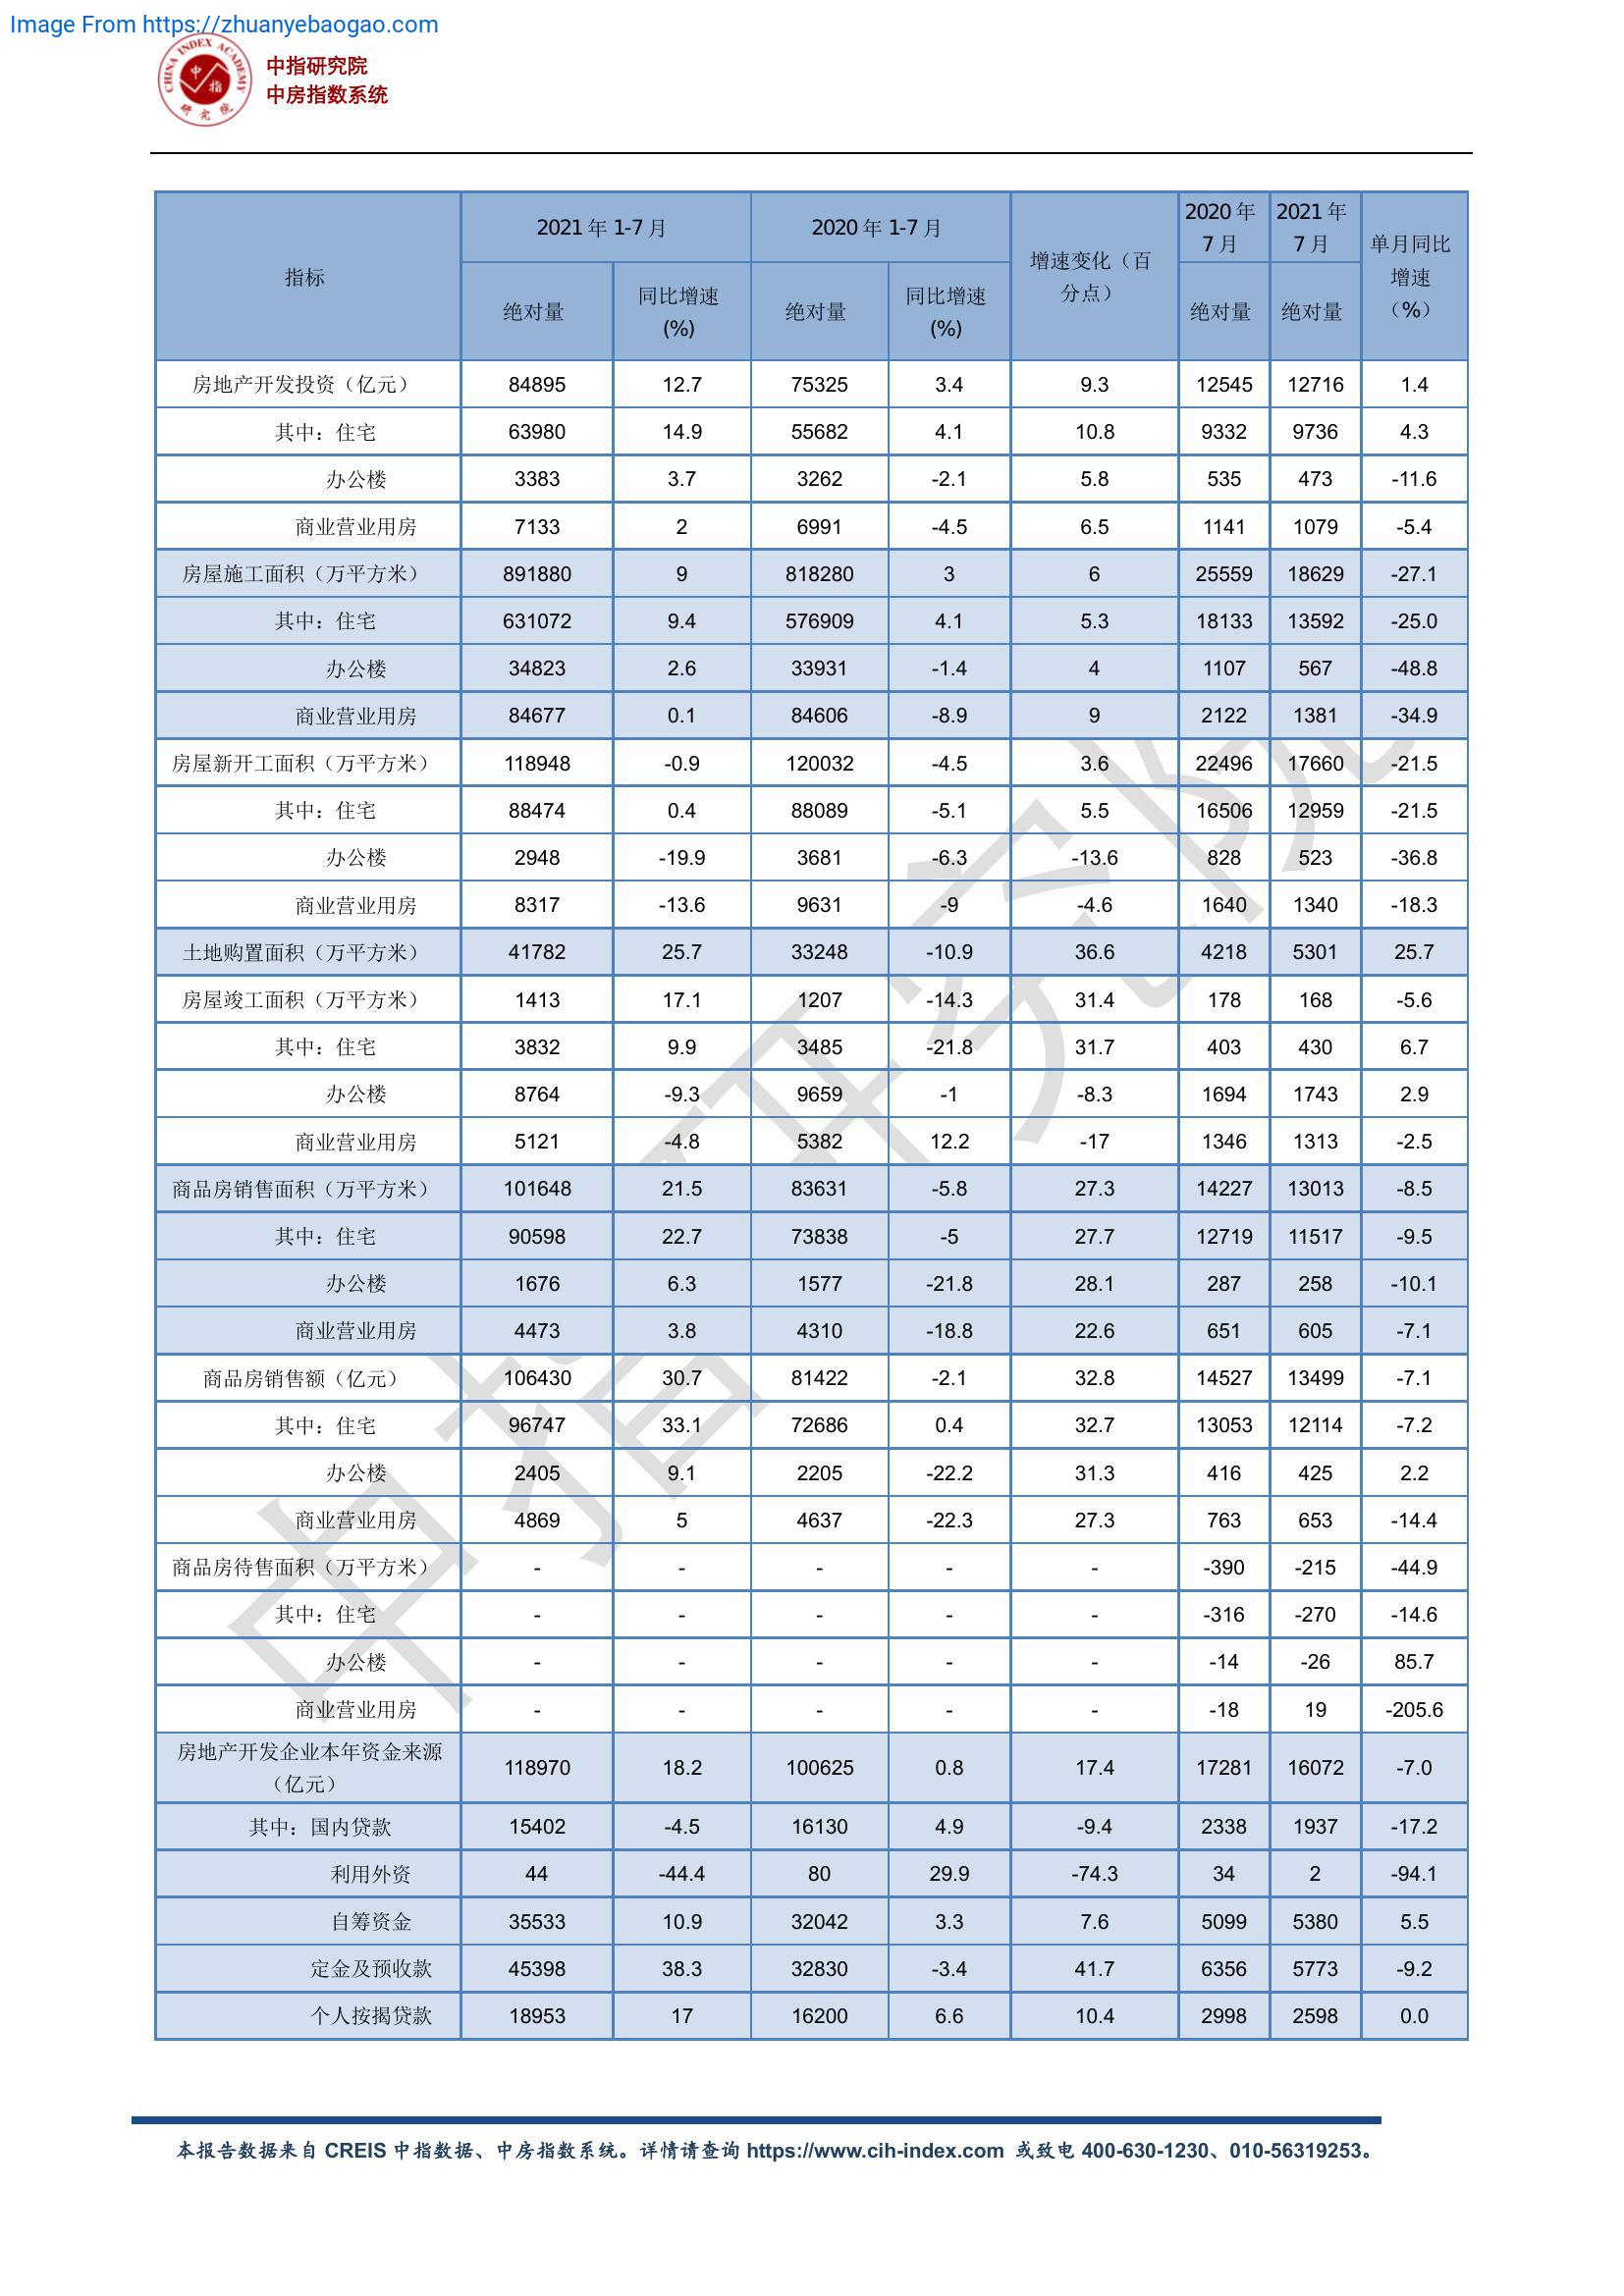 Image From https://zhuanyebaogao.com
CHINA INDEX ACADEMY
中指
研究院
中指研究院
中房指数系统
指标 2021 年 1-7 月 2020 年 1-7 月 增速变化（百分点） 2020 年 7 月 2021 年 7 月 单月同比增速（%）
绝对量 同比增速 (%) 绝对量 同比增速 (%) 绝对量 绝对量
房地产开发投资（亿元） 84895 12.7 75325 3.4 9.3 12545 12716 1.4
其中：住宅 63980 14.9 55682 4.1 10.8 9332 9736 4.3
办公楼 3383 3.7 3262 -2.1 5.8 535 473 -11.6
商业营业用房 7133 2 6991 -4.5 6.5 1141 1079 -5.4
房屋施工面积（万平方米） 891880 9 818280 3 6 25559 18629 -27.1
其中：住宅 631072 9.4 576909 4.1 5.3 18133 13592 -25.0
办公楼 34823 2.6 33931 -1.4 4 1107 567 -48.8
商业营业用房 84677 0.1 84606 -8.9 9 2122 1381 -34.9
房屋新开工面积（万平方米） 118948 -0.9 120032 -4.5 3.6 22496 17660 -21.5
其中：住宅 88474 0.4 88089 -5.1 5.5 16506 12959 -21.5
办公楼 2948 -19.9 3681 -6.3 -13.6 828 523 -36.8
商业营业用房 8317 -13.6 9631 -9 -4.6 1640 1340 -18.3
土地购置面积（万平方米） 41782 25.7 33248 -10.9 36.6 4218 5301 25.7
房屋竣工面积（万平方米） 1413 17.1 1207 -14.3 31.4 178 168 -5.6
其中：住宅 3832 9.9 3485 -21.8 31.7 403 430 6.7
办公楼 8764 -9.3 9659 -1 -8.3 1694 1743 2.9
商业营业用房 5121 -4.8 5382 12.2 -17 1346 1313 -2.5
商品房销售面积（万平方米） 101648 21.5 83631 -5.8 27.3 14227 13013 -8.5
其中：住宅 90598 22.7 73838 -5 27.7 12719 11517 -9.5
办公楼 1676 6.3 1577 -21.8 28.1 287 258 -10.1
商业营业用房 4473 3.8 4310 -18.8 22.6 651 605 -7.1
商品房销售额（亿元） 106430 30.7 81422 -2.1 32.8 14527 13499 -7.1
其中：住宅 96747 33.1 72686 0.4 32.7 13053 12114 -7.2
办公楼 2405 9.1 2205 -22.2 31.3 416 425 2.2
商业营业用房 4869 5 4637 -22.3 27.3 763 653 -14.4
商品房待售面积（万平方米） - - - - - -390 -215 -44.9
其中：住宅 - - - - - -316 -270 -14.6
办公楼 - - - - - -14 -26 85.7
商业营业用房 - - - - - -18 19 -205.6
房地产开发企业本年资金来源（亿元） 118970 18.2 100625 0.8 17.4 17281 16072 -7.0
其中：国内贷款 15402 -4.5 16130 4.9 -9.4 2338 1937 -17.2
利用外资 44 -44.4 80 29.9 -74.3 34 2 -94.1
自筹资金 35533 10.9 32042 3.3 7.6 5099 5380 5.5
定金及预收款 45398 38.3 32830 -3.4 41.7 6356 5773 -9.2
个人按揭贷款 18953 17 16200 6.6 10.4 2998 2598 0.0
中指研究院
本报告数据来自 CREIS 中指数据、中房指数系统。详情请查询 https://www.cih-index.com 或致电 400-630-1230、010-56319253。